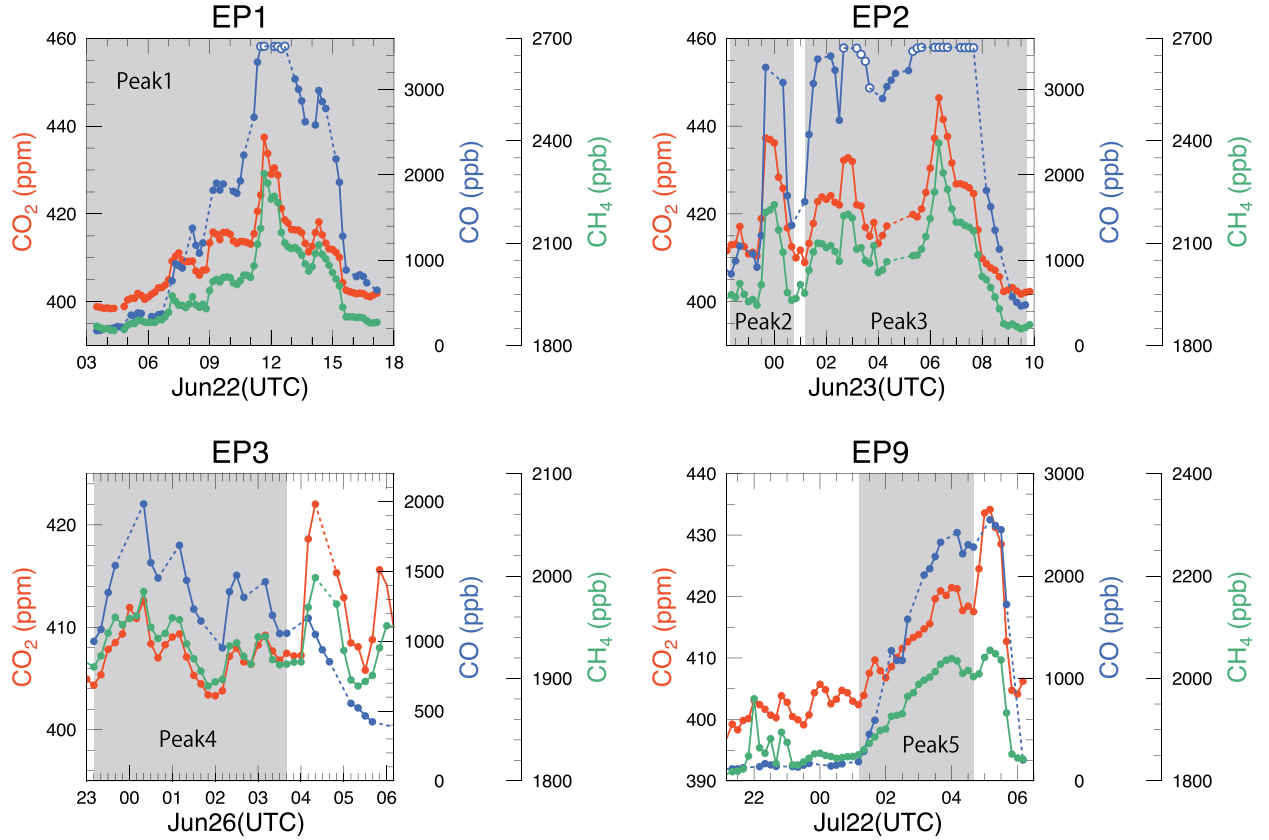 EP1
460
440
420
400
CO2 (ppm)
Peak1
03 06 09 12 15 18
Jun22(UTC)
3000
2000
1000
0
CO (ppb)
2700
2400
2100
1800
CH4 (ppb)
EP2
460
440
420
400
CO2 (ppm)
Peak2
Peak3
00 02 04 06 08 10
Jun23(UTC)
3000
2000
1000
0
CO (ppb)
2700
2400
2100
1800
CH4 (ppb)
EP3
420
410
400
CO2 (ppm)
Peak4
23 00 01 02 03 04 05 06
Jun26(UTC)
2000
1500
1000
500
0
CO (ppb)
2100
2000
1900
1800
CH4 (ppb)
EP9
440
430
420
410
400
390
CO2 (ppm)
Peak5
22 00 02 04 06
Jul22(UTC)
3000
2000
1000
0
CO (ppb)
2400
2200
2000
1800
CH4 (ppb)